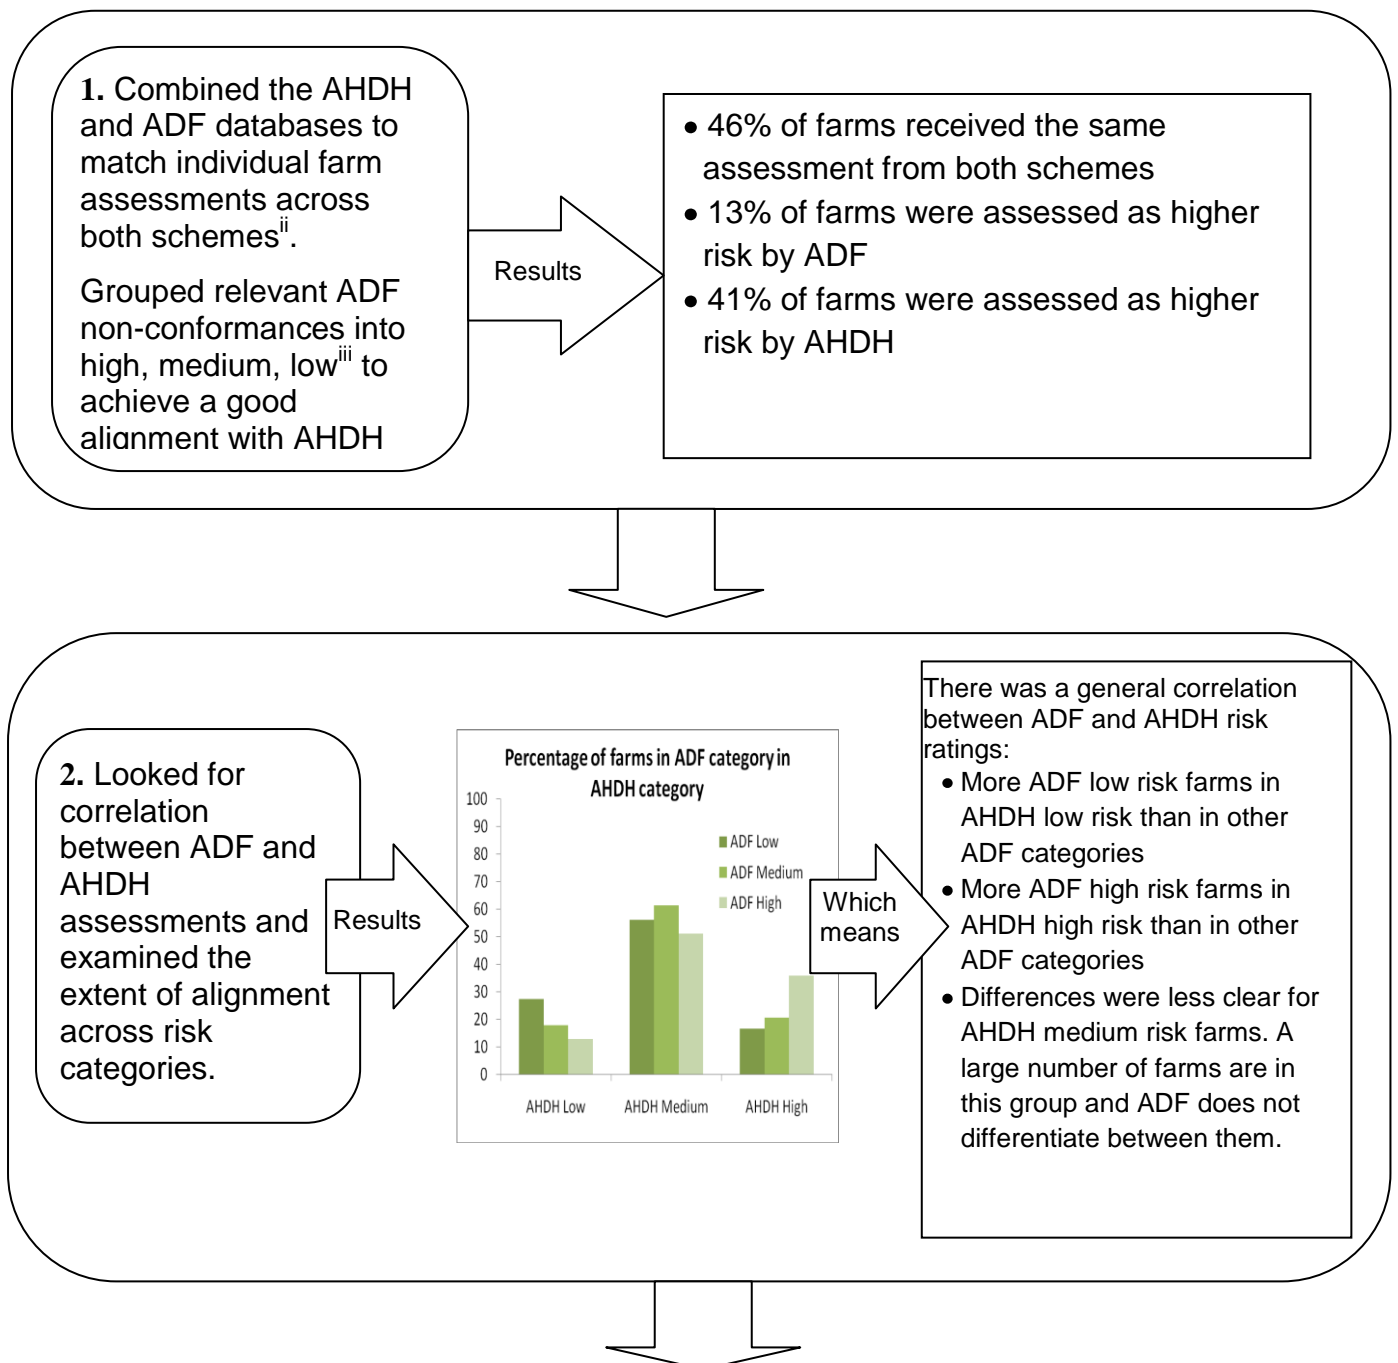 1. Combined the AHDH
and ADF databases to
match individual farm
assessments across
both schemesii.
Grouped relevant ADF
non-conformances into
high, medium, lowiii to
achieve a good
alignment with AHDH
Results
• 46% of farms received the same
assessment from both schemes
• 13% of farms were assessed as higher
risk by ADF
• 41% of farms were assessed as higher
risk by AHDH
2. Looked for
correlation
between ADF and
AHDH
assessments and
examined the
extent of alignment
across risk
categories.
Results
Percentage of farms in ADF category in
AHDH category
100
90
80
70
60
50
40
30
20
10
0
ADF Low
ADF Medium
ADF High
AHDH Low
AHDH Medium
AHDH High
Which
means
There was a general correlation
between ADF and AHDH risk
ratings:
• More ADF low risk farms in
AHDH low risk than in other
ADF categories
• More ADF high risk farms in
AHDH high risk than in other
ADF categories
• Differences were less clear for
AHDH medium risk farms. A
large number of farms are in
this group and ADF does not
differentiate between them.